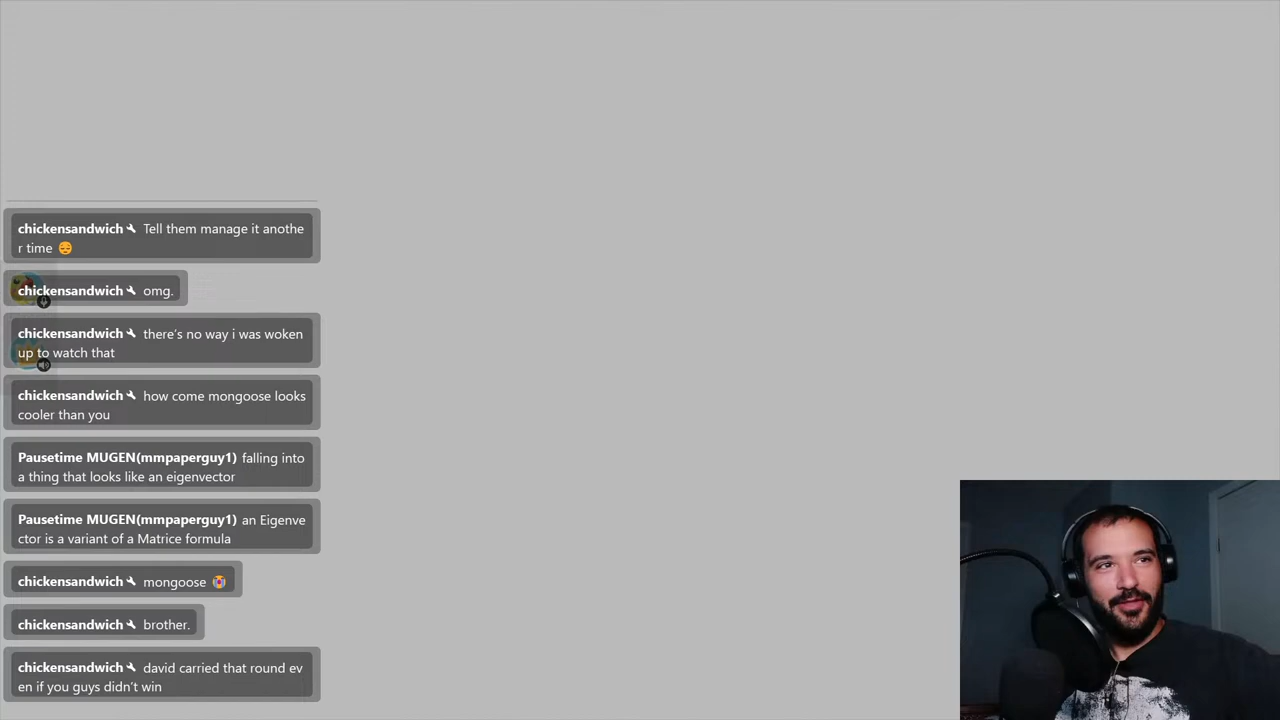 chickensandwich Tell them manage it anothe
r time 😔
chickensandwich omg.
chickensandwich there's no way i was woken
up to watch that
chickensandwich how come mongoose looks
cooler than you
Pausetime MUGEN(mmpaperguy1) falling into
a thing that looks like an eigenvector
Pausetime MUGEN(mmpaperguy1) an Eigenve
ctor is a variant of a Matrice formula
chickensandwich mongoose 😭
chickensandwich brother.
chickensandwich david carried that round ev
en if you guys didn't win